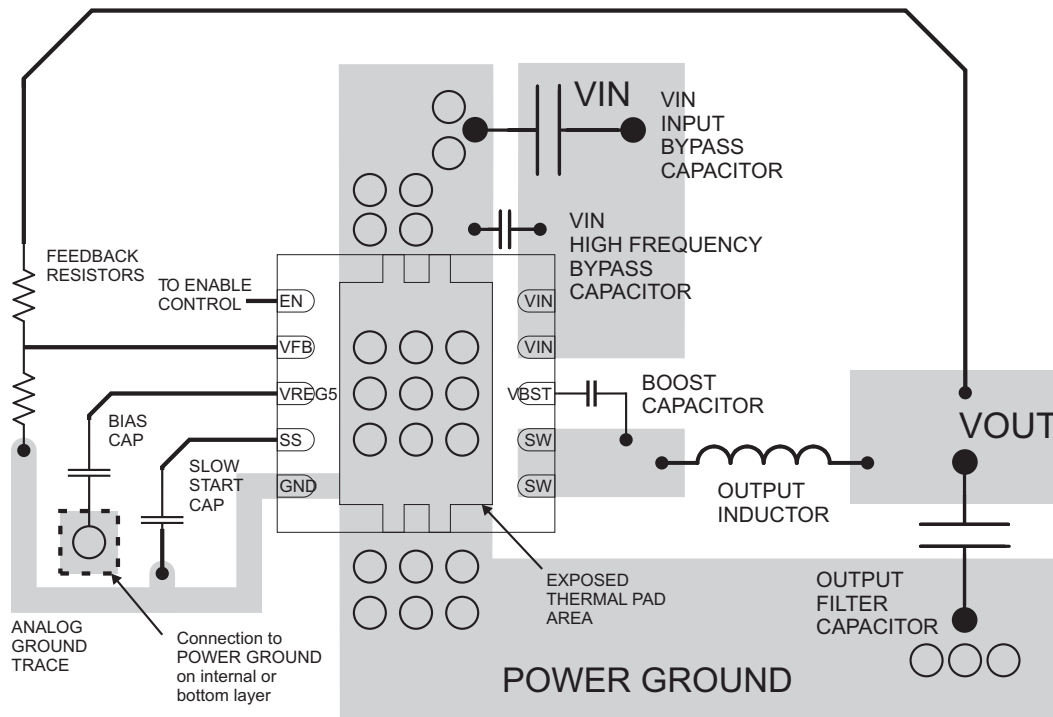 VIN
VIN
INPUT
BYPASS
CAPACITOR
VIN
HIGH FREQUENCY
BYPASS
CAPACITOR
FEEDBACK
RESISTORS
TO ENABLE
CONTROL
EN
VFB
VREG5
SS
GND
VIN
VIN
VBST
SW
SW
BOOST
CAPACITOR
VOUT
BIAS
CAP
SLOW
START
CAP
OUTPUT
INDUCTOR
EXPOSED
THERMAL PAD
AREA
OUTPUT
FILTER
CAPACITOR
ANALOG
GROUND
TRACE
Connection to
POWER GROUND
on internal or
bottom layer
POWER GROUND